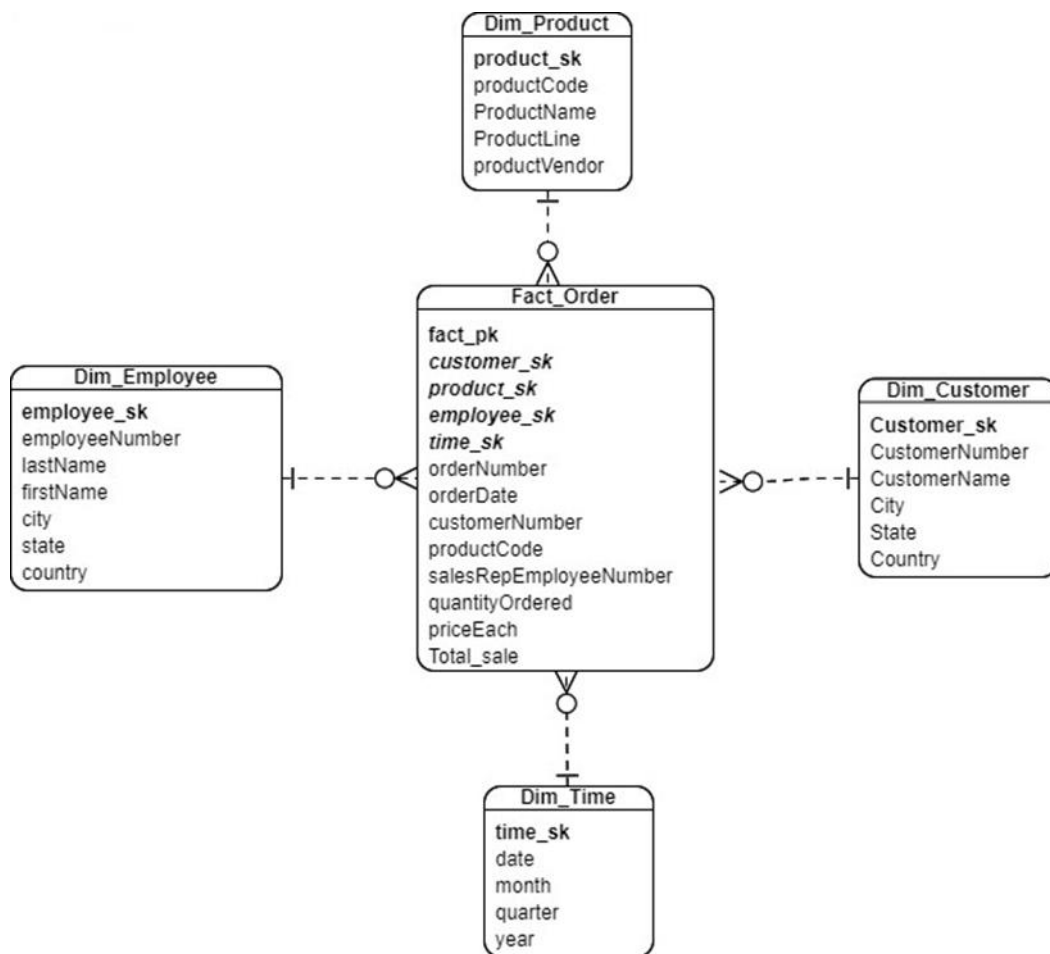 Dim_Product
product_sk
productCode
ProductName
ProductLine
productVendor
Fact_Order
fact_pk
customer_sk
product_sk
employee_sk
time_sk
orderNumber
orderDate
customerNumber
productCode
salesRepEmployeeNumber
quantityOrdered
priceEach
Total_sale
Dim_Employee
employee_sk
employeeNumber
lastName
firstName
city
state
country
Dim_Customer
Customer_sk
CustomerNumber
CustomerName
City
State
Country
Dim_Time
time_sk
date
month
quarter
year